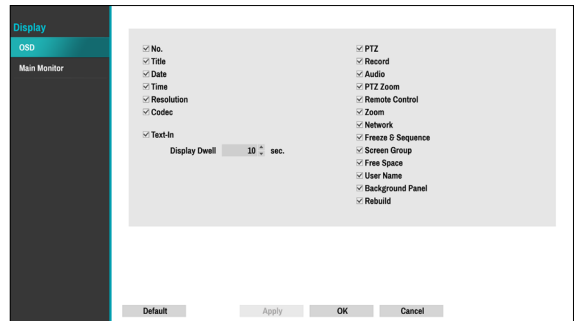 Display
OSD
Main Monitor
No.
Title
Date
Time
Resolution
Codec
Text-In
Display Dwell 10 sec.
PTZ
Record
Audio
PTZ Zoom
Remote Control
Zoom
Network
Freeze & Sequence
Screen Group
Free Space
User Name
Background Panel
Rebuild
Default Apply OK Cancel